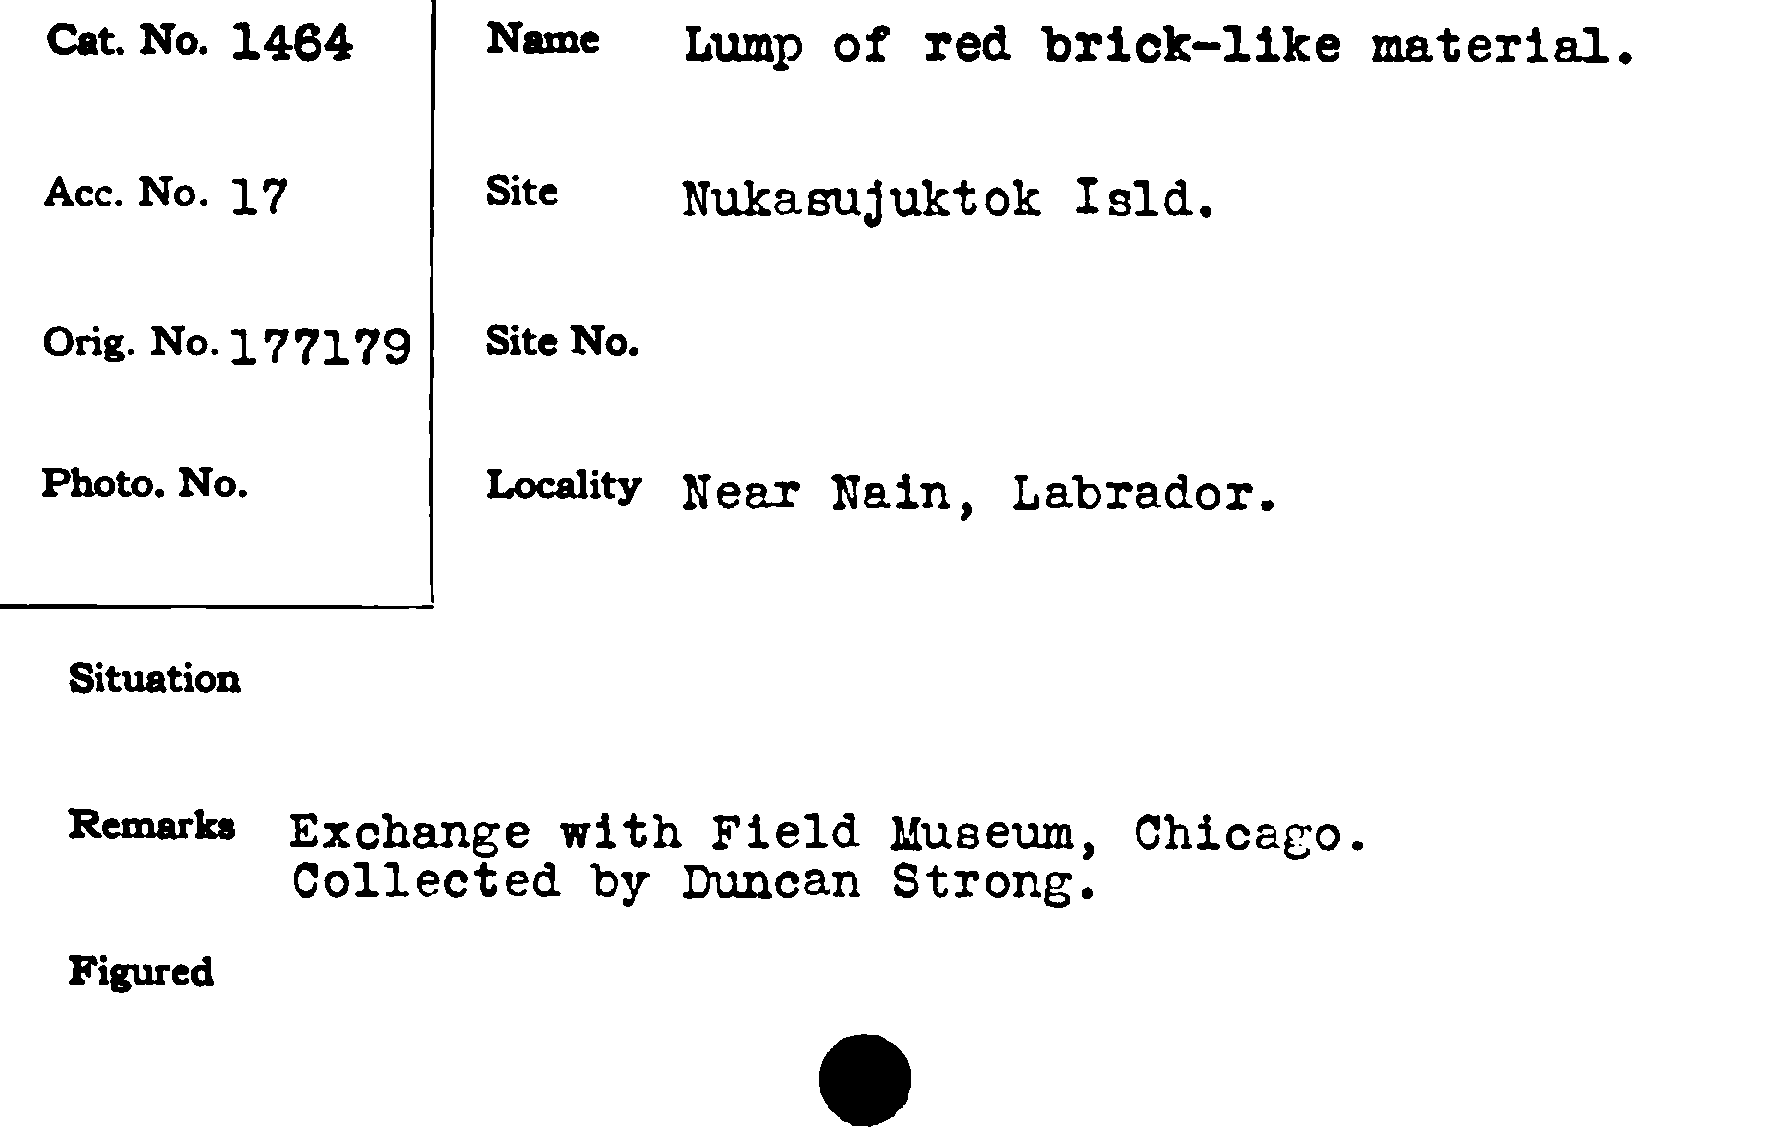 Cat. No. 1464
Name Lump of red brick-like material.
Acc. No. 17
Site Nukasujuktok Isld.
Orig. No. 177179
Site No.
Photo. No.
Locality Near Nain, Labrador.
Situation
Remarks Exchange with Field Museum, Chicago.
Collected by Duncan Strong.
Figured